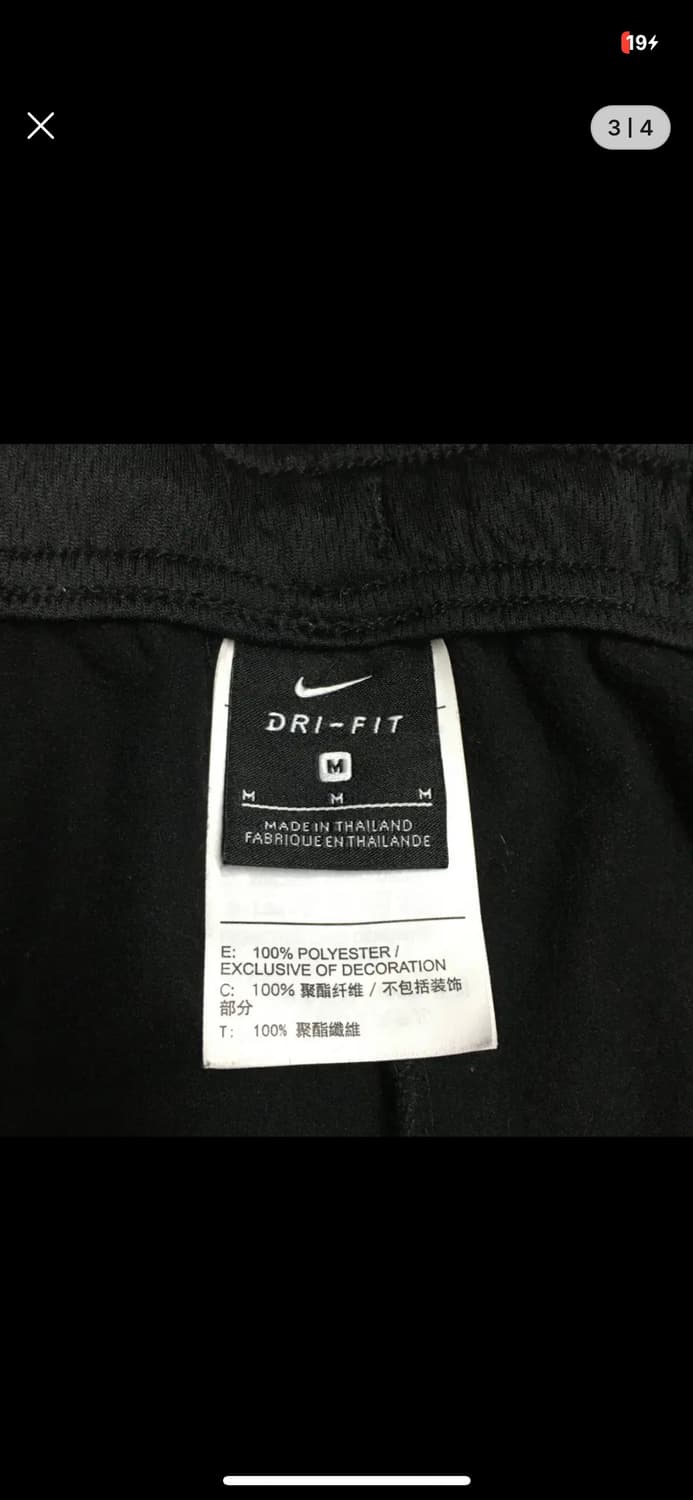 19
3 | 4
DRI-FIT
M
M M M
MADE IN THAILAND
FABRIQUE EN THAILANDE
E: 100% POLYESTER /
EXCLUSIVE OF DECORATION
C: 100% 聚酯纤维 / 不包括装饰
部分
T: 100% 聚酯纖維